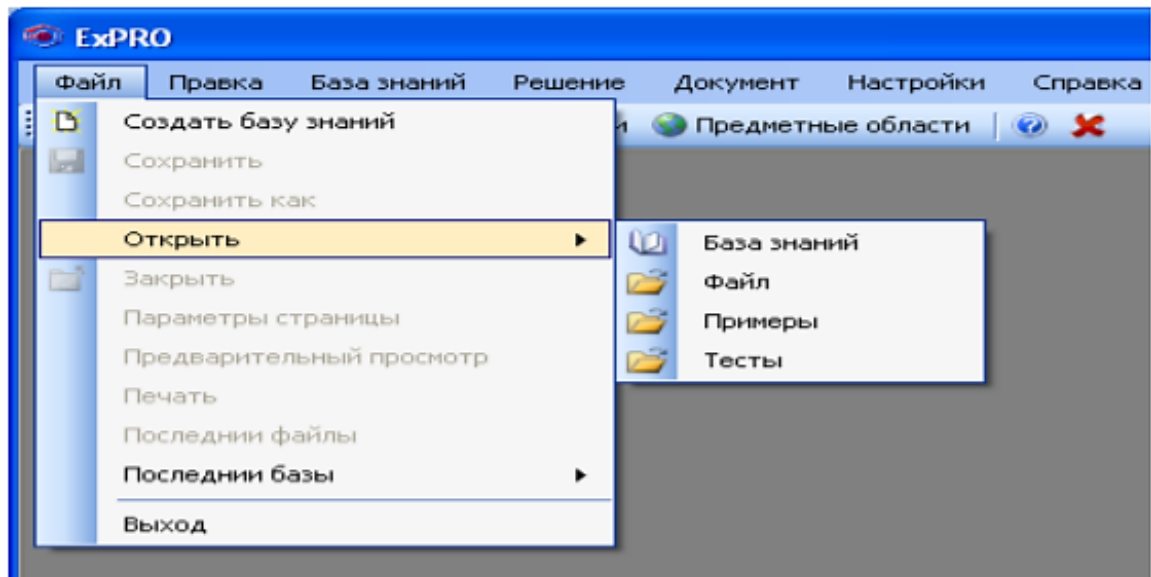 ExPRO
Файл Правка База знаний Решение Документ Настройки Справка
Предметные области
Создать базу знаний
Сохранить
Сохранить как
Открыть
Закрыть
Параметры страницы
Предварительный просмотр
Печать
Последнии файлы
Последнии базы
Выход
База знаний
Файл
Примеры
Тесты